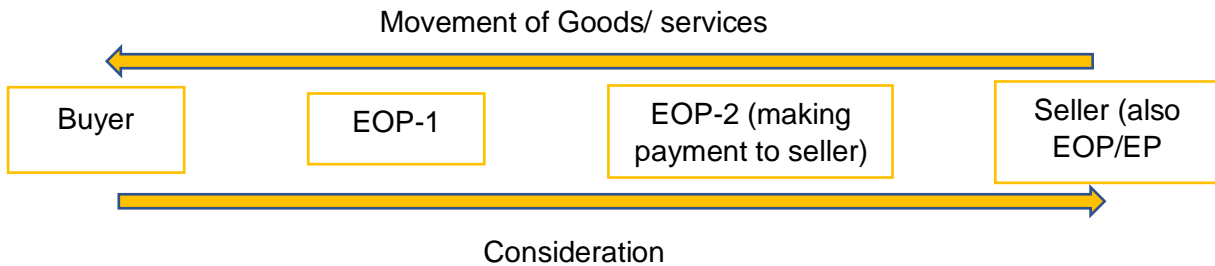 Movement of Goods/ services
Buyer
EOP-1
EOP-2 (making
payment to seller)
Seller (also
EOP/EP
Consideration